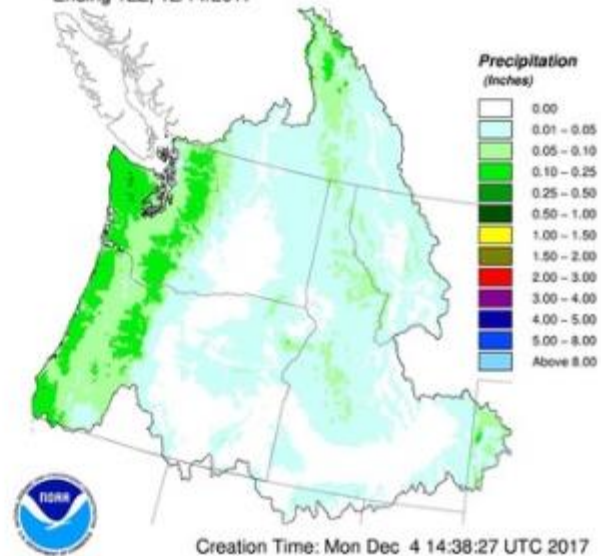 Ending
Precipitation
(Inches)
0.00
0.01 – 0.05
0.05 – 0.10
0.10 – 0.25
0.25 – 0.50
0.50 – 1.00
1.00 – 1.50
1.50 – 2.00
2.00 – 3.00
3.00 – 4.00
4.00 – 5.00
5.00 – 8.00
Above 8.00
NOAA
Creation Time: Mon Dec 4 14:38:27 UTC 2017